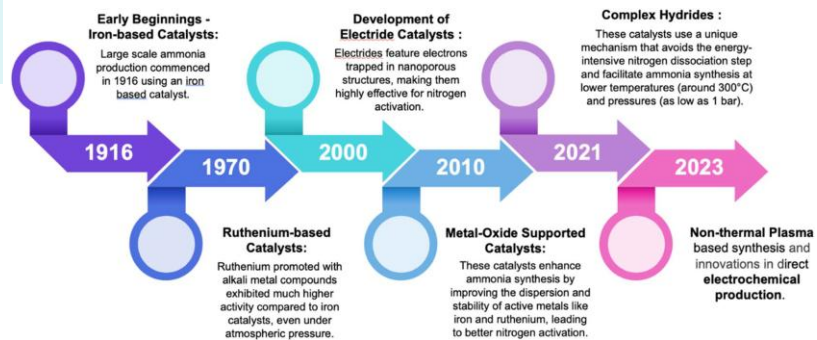 Early Beginnings -
Iron-based Catalysts:
Large scale ammonia
production commenced
in 1916 using an iron
based catalyst.
Development of
Electride Catalysts :
Electrides feature electrons
trapped in nanoporous
structures, making them
highly effective for nitrogen
activation.
Complex Hydrides :
These catalysts use a unique
mechanism that avoids the energy-
intensive nitrogen dissociation step
and facilitate ammonia synthesis at
lower temperatures (around 300°C)
and pressures (as low as 1 bar).
1916
1970
2000
2010
2021
2023
Ruthenium-based
Catalysts:
Ruthenium promoted with
alkali metal compounds
exhibited much higher
activity compared to iron
catalysts, even under
atmospheric pressure.
Metal-Oxide Supported
Catalysts:
These catalysts enhance
ammonia synthesis by
improving the dispersion and
stability of active metals like
iron and ruthenium, leading
to better nitrogen activation.
Non-thermal Plasma
based synthesis and
innovations in direct
electrochemical
production.